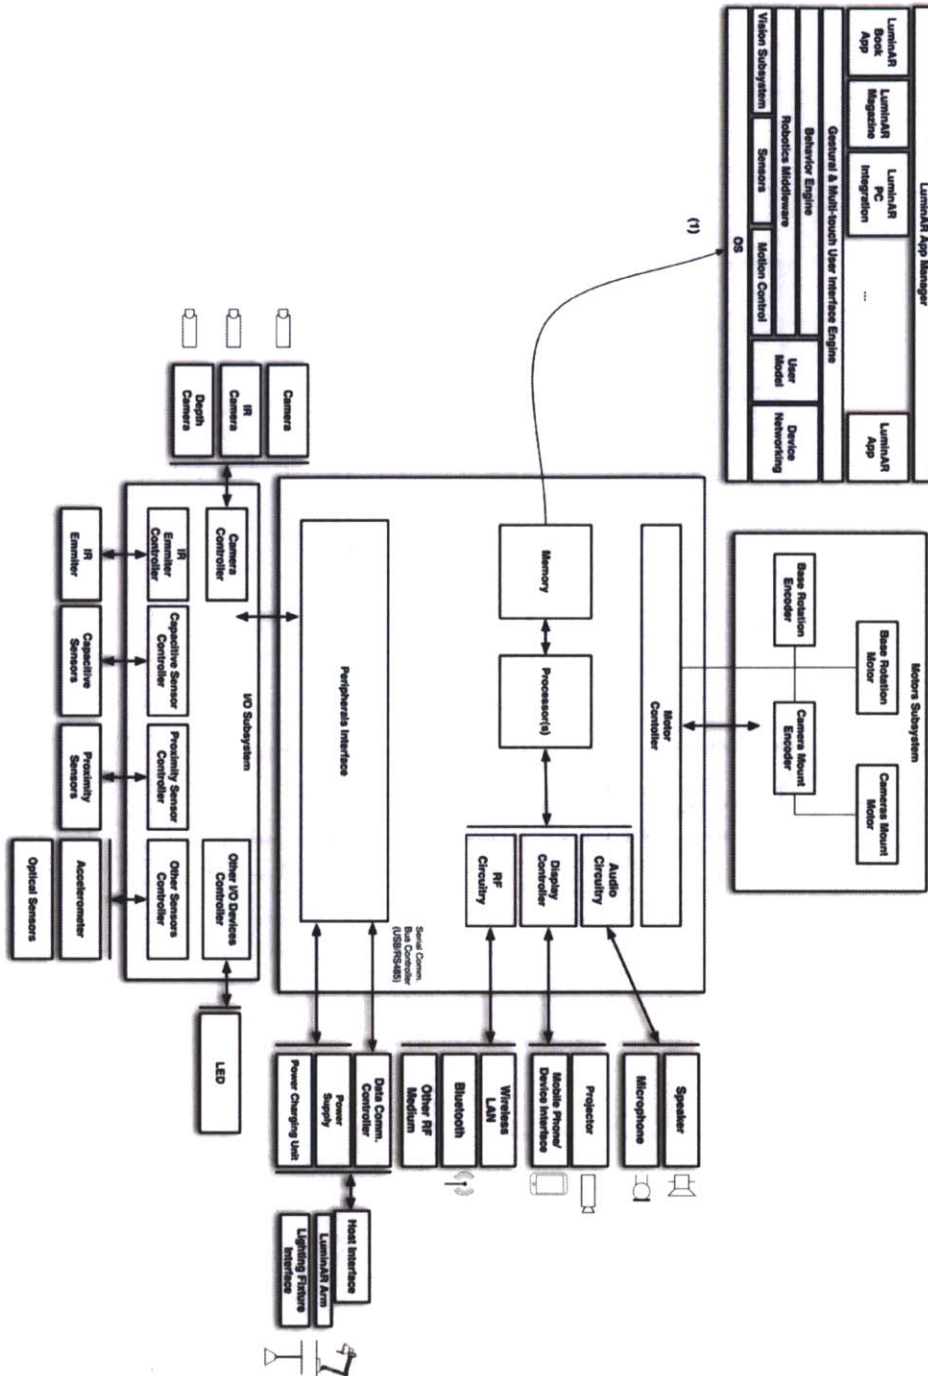 LuminAR App Manager
LuminAR
Book
App
LuminAR
Magazine
LuminAR
PC
Integration
...
LuminAR
App
Gestural & Multi-touch User Interface Engine
Behavior Engine
Robotics Middleware
User
Model
Device
Networking
Vision Subsystem
Sensors
Motion Control
OS
(1)
Motors Subsystem
Base Rotation
Motor
Cameras Mount
Motor
Base Rotation
Encoder
Camera Mount
Encoder
Motor
Contoller
Memory
Processor(s)
Audio
Circuitry
Display
Controller
RF
Circuitry
Speaker
Microphone
Projector
Mobile Phone/
Device Interface
Wireless
LAN
Bluetooth
Other RF
Medium
Serial Comm.
Bus Controller
(USB/RS485)
Peripherals Interface
Data Comm.
Controller
Power
Supply
Power Charging Unit
Host Interface
LuminAR Arm
Lighting Fixture
Interface
Camera
IR
Camera
Depth
Camera
I/O Subsystem
Camera
Controller
Other I/O Devices
Controller
LED
IR
Emmiter
Controller
Capacitive Sensor
Controller
Proximity Sensor
Controller
Other Sensors
Controller
IR
Emmiter
Capacitive
Sensors
Proximity
Sensors
Accelerometer
Optical Sensors